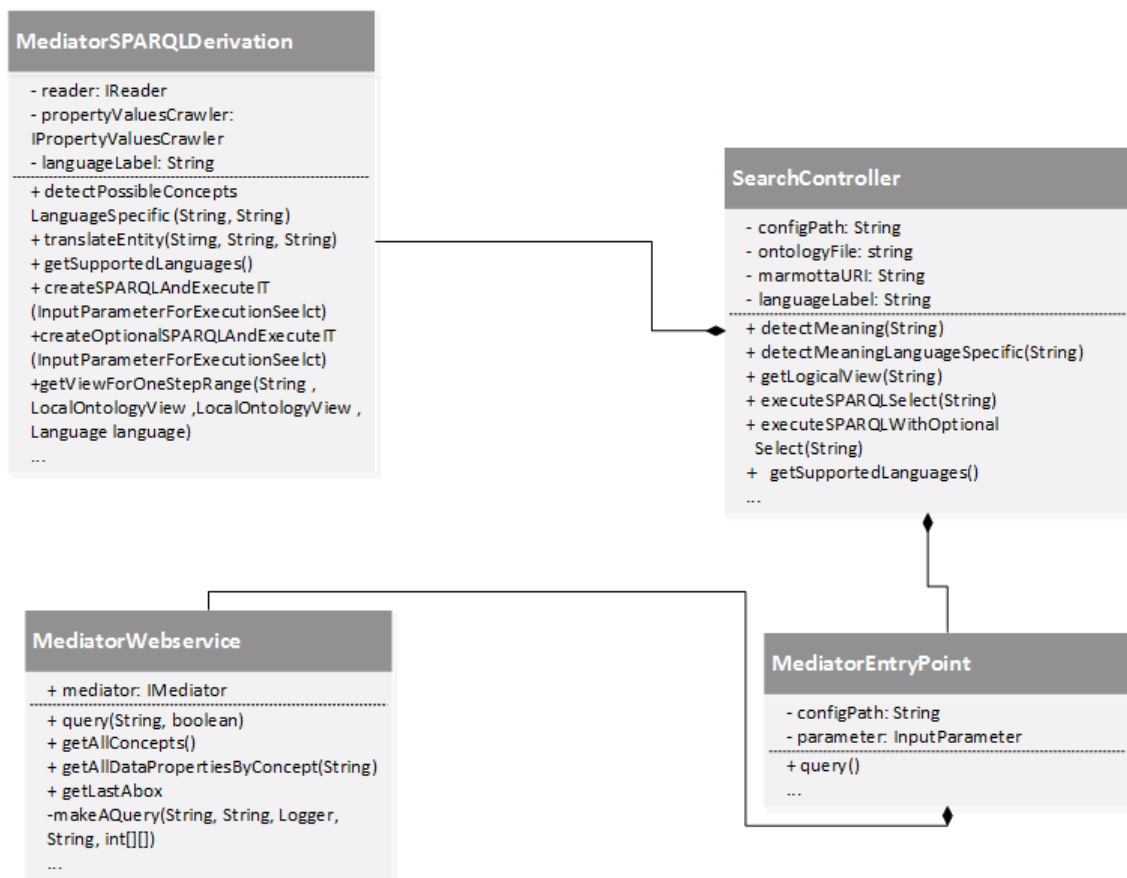 MediatorSPARQLDerivation
- reader: IReader
- propertyValuesCrawler:
IPropertyValuesCrawler
- languageLabel: String
+ detectPossibleConcepts
LanguageSpecific (String, String)
+ translateEntity(Stirng, String, String)
+ getSupportedLanguages()
+ createSPARQLAndExecuteIT
(InputParameterForExecutionSeelct)
+createOptionalSPARQLAndExecuteIT
(InputParameterForExecutionSeelct)
+getViewForOneStepRange(String ,
LocalOntologyView ,LocalOntologyView ,
Language language)
...
SearchController
- configPath: String
- ontologyFile: string
- marmottaURI: String
- languageLabel: String
+ detectMeaning(String)
+ detectMeaningLanguageSpecific(String)
+ getLogicalView(String)
+ executeSPARQLSelect(String)
+ executeSPARQLWithOptional
Select(String)
+ getSupportedLanguages()
...
MediatorWebservice
+ mediator: IMediator
+ query(String, boolean)
+ getAllConcepts()
+ getAllDataPropertiesByConcept(String)
+ getLastAbox
-makeAQuery(String, String, Logger,
String, int[][])
...
MediatorEntryPoint
- configPath: String
- parameter: InputParameter
+ query()
...